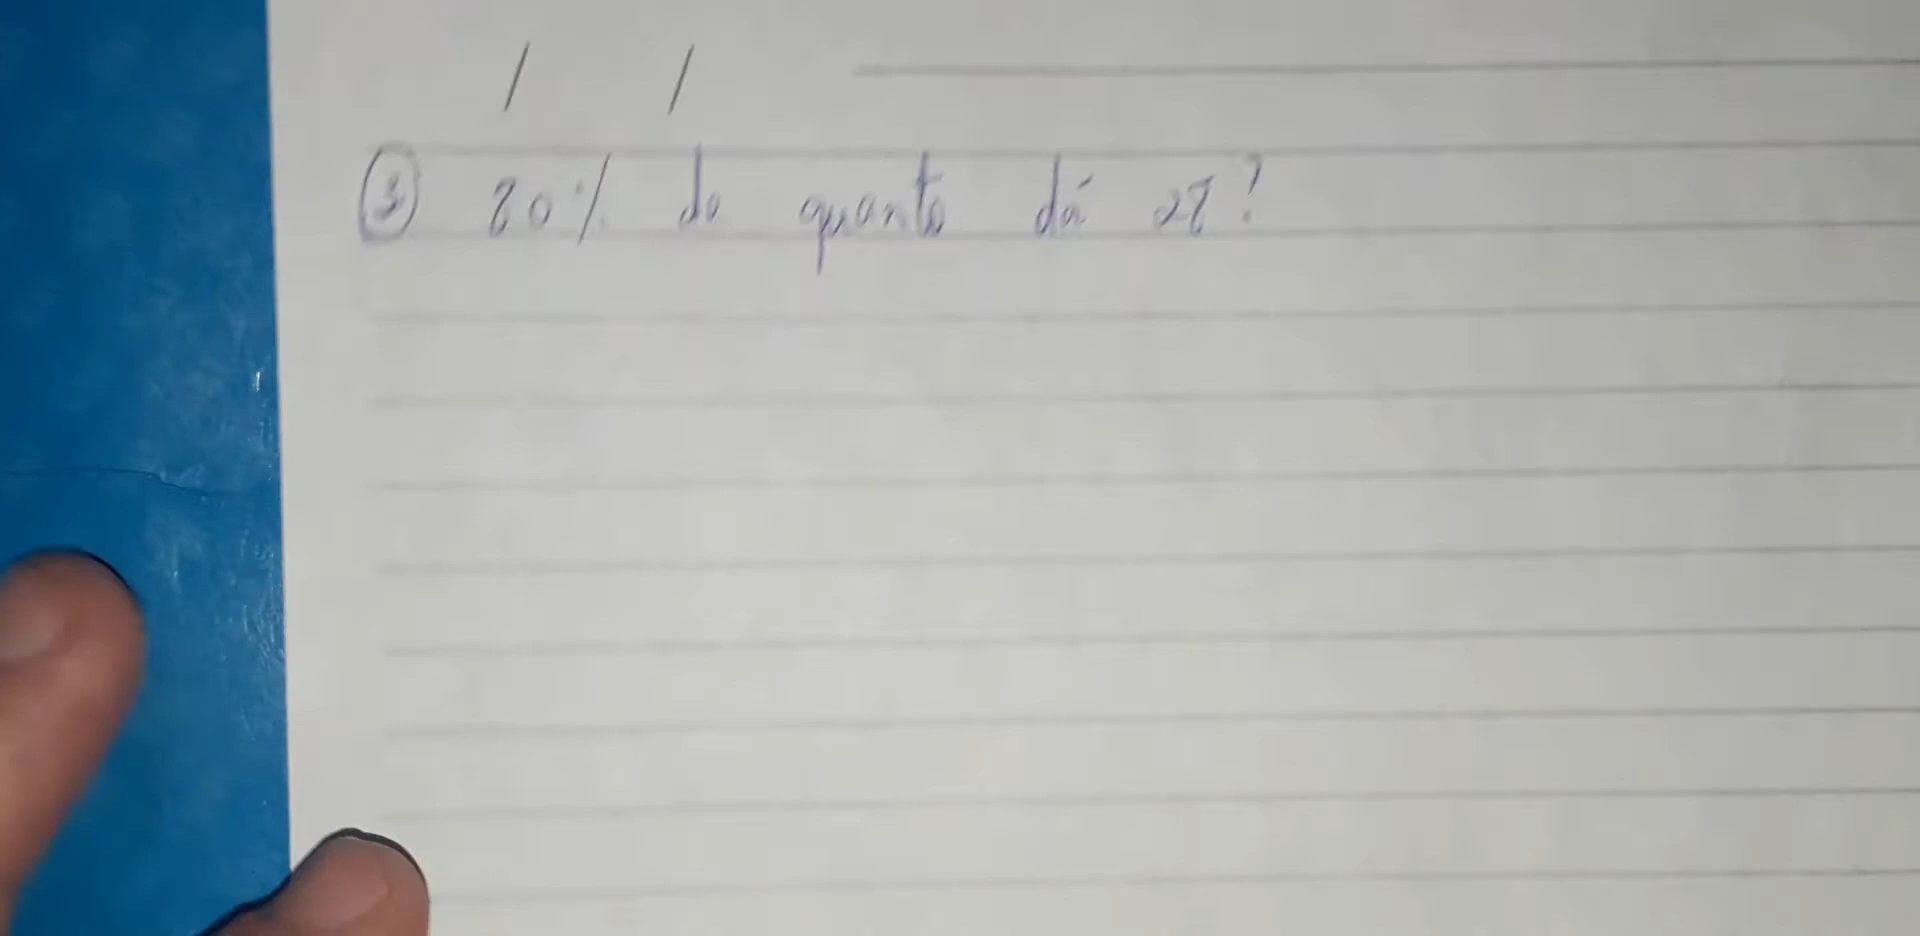 / /
③ 80% de quanto dá 28?